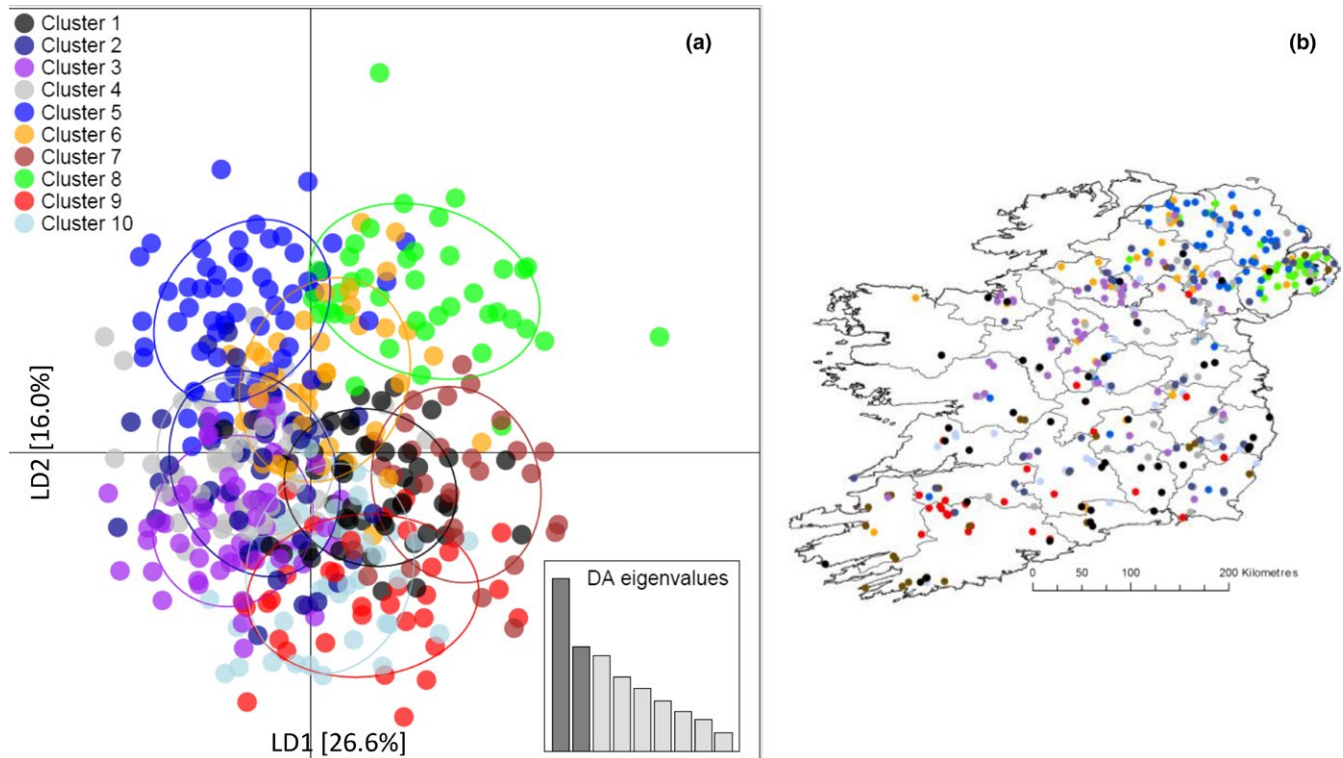 Cluster 1
Cluster 2
Cluster 3
Cluster 4
Cluster 5
Cluster 6
Cluster 7
Cluster 8
Cluster 9
Cluster 10
(a)
LD2 [16.0%]
LD1 [26.6%]
DA eigenvalues
(b)
0 50 100 200 Kilometres